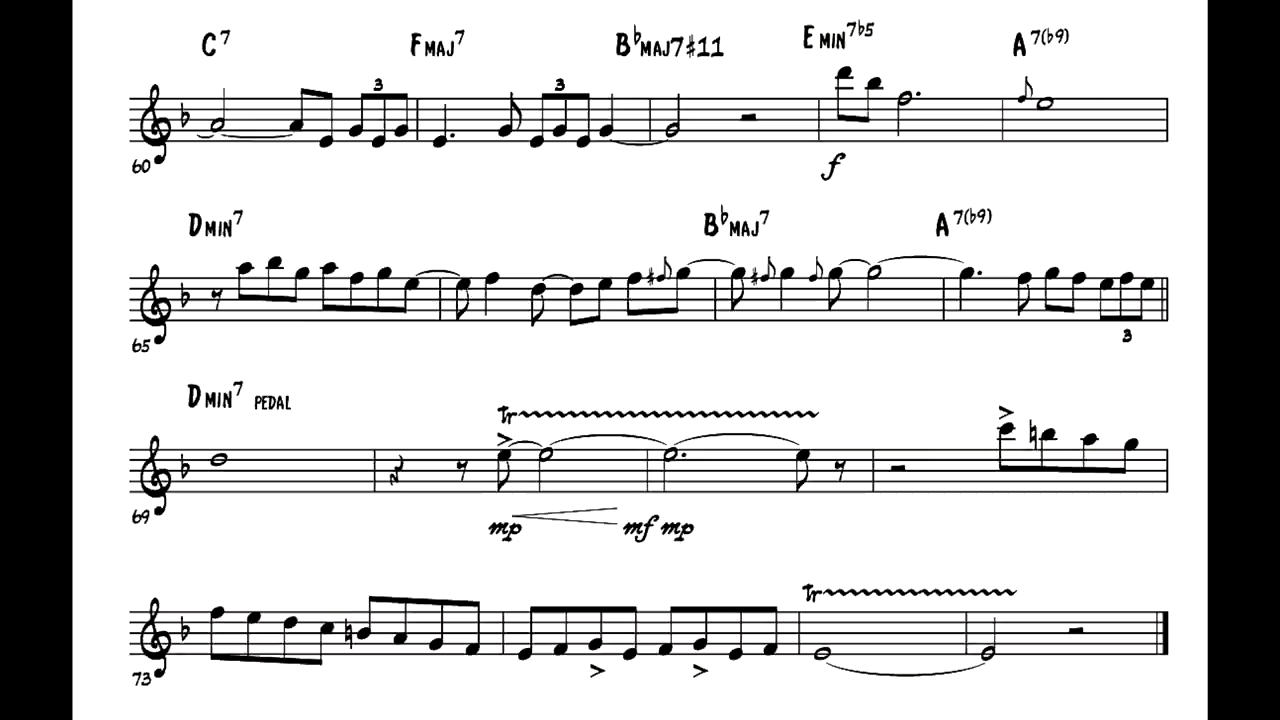 C7 FMAJ7 B♭MAJ7#11 EMIN7♭5 A7(♭9)
3 3
60 f
DMIN7 B♭MAJ7 A7(♭9)
65 3
DMIN7 PEDAL
tr
69 mp mf mp
tr
73